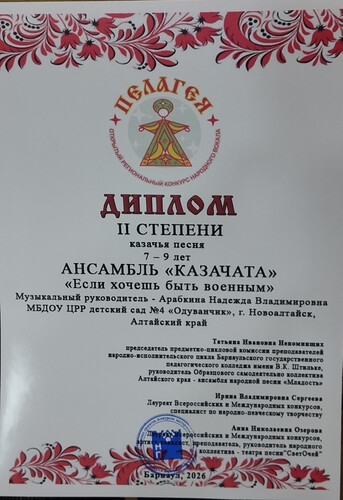 ПЕЛАГЕЯ
ОТКРЫТЫЙ РЕГИОНАЛЬНЫЙ КОНКУРС НАРОДНОГО ВОКАЛА
ДИПЛОМ
II СТЕПЕНИ
казачья песня
7 – 9 лет
АНСАМБЛЬ «КАЗАЧАТА»
«Если хочешь быть военным»
Музыкальный руководитель - Арабкина Надежда Владимировна
МБДОУ ЦРР детский сад №4 «Одуванчик», г. Новоалтайск,
Алтайский край
Татьяна Ивановна Непомнящих
председатель предметно-цикловой комиссии преподавателей
народно-исполнительского цикла Барнаульского государственного
педагогического колледжа имени В.К. Штильке,
руководитель Образцового самодеятельного коллектива
Алтайского края - ансамбля народной песни «Младость»
Ирина Владимировна Сергеева
Лауреат Всероссийских и Международных конкурсов,
специалист по народно-певческому творчеству
Анна Николаевна Озерова
Лауреат Всероссийских и Международных конкурсов,
преподаватель, руководитель народного
коллектива - театра песни "СветОчей"
Барнаул, 2026